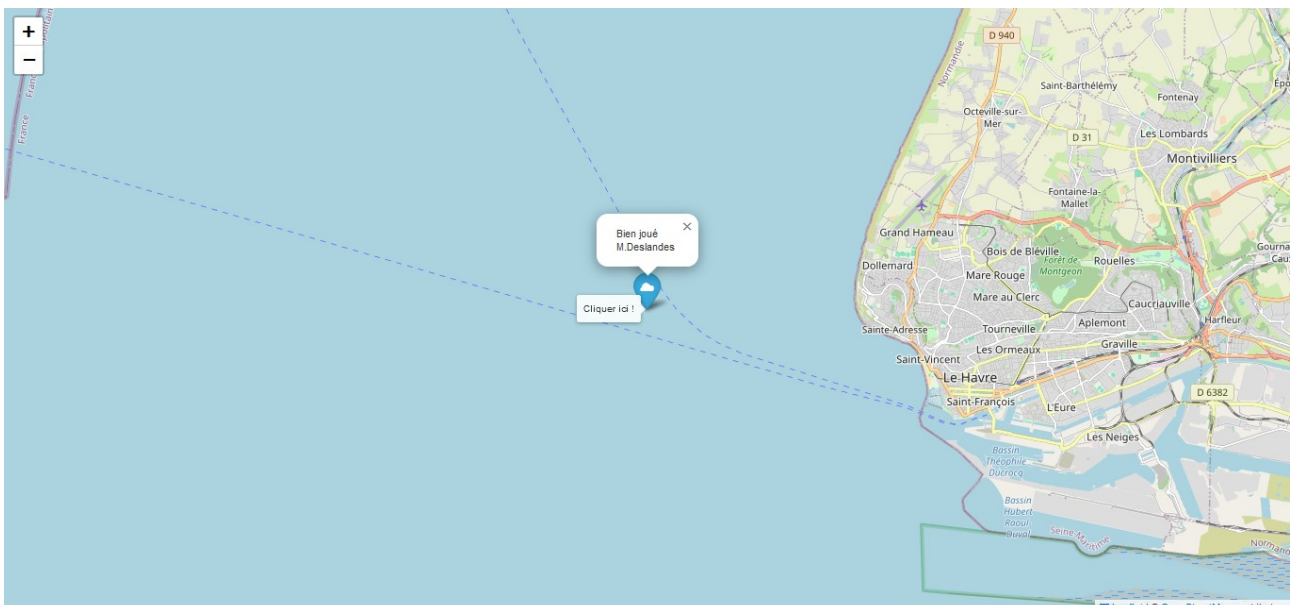 +
−
D 940
Normandie
Saint-Barthélémy
Fontenay
Octeville-sur-
Mer
D 31
Les Lombards
Montivilliers
France
France
Fontaine-la-
Mallet
Bien joué
M.Deslandes
×
Grand Hameau
Bois de Bléville
Forêt de
Montgeon
Rouelles
Dollemard
Mare Rouge
Mare au Clerc
Caucriauville
Cliquer ici !
Harfleur
Sainte-Adresse
Tourneville
Aplemont
Les Ormeaux
Graville
Saint-Vincent
Le Havre
Saint-François
L'Eure
D 6382
Les Neiges
Bassin
Théophile
Ducrocq
Bassin
Hubert
Raoul
Duval
Seine-Maritime